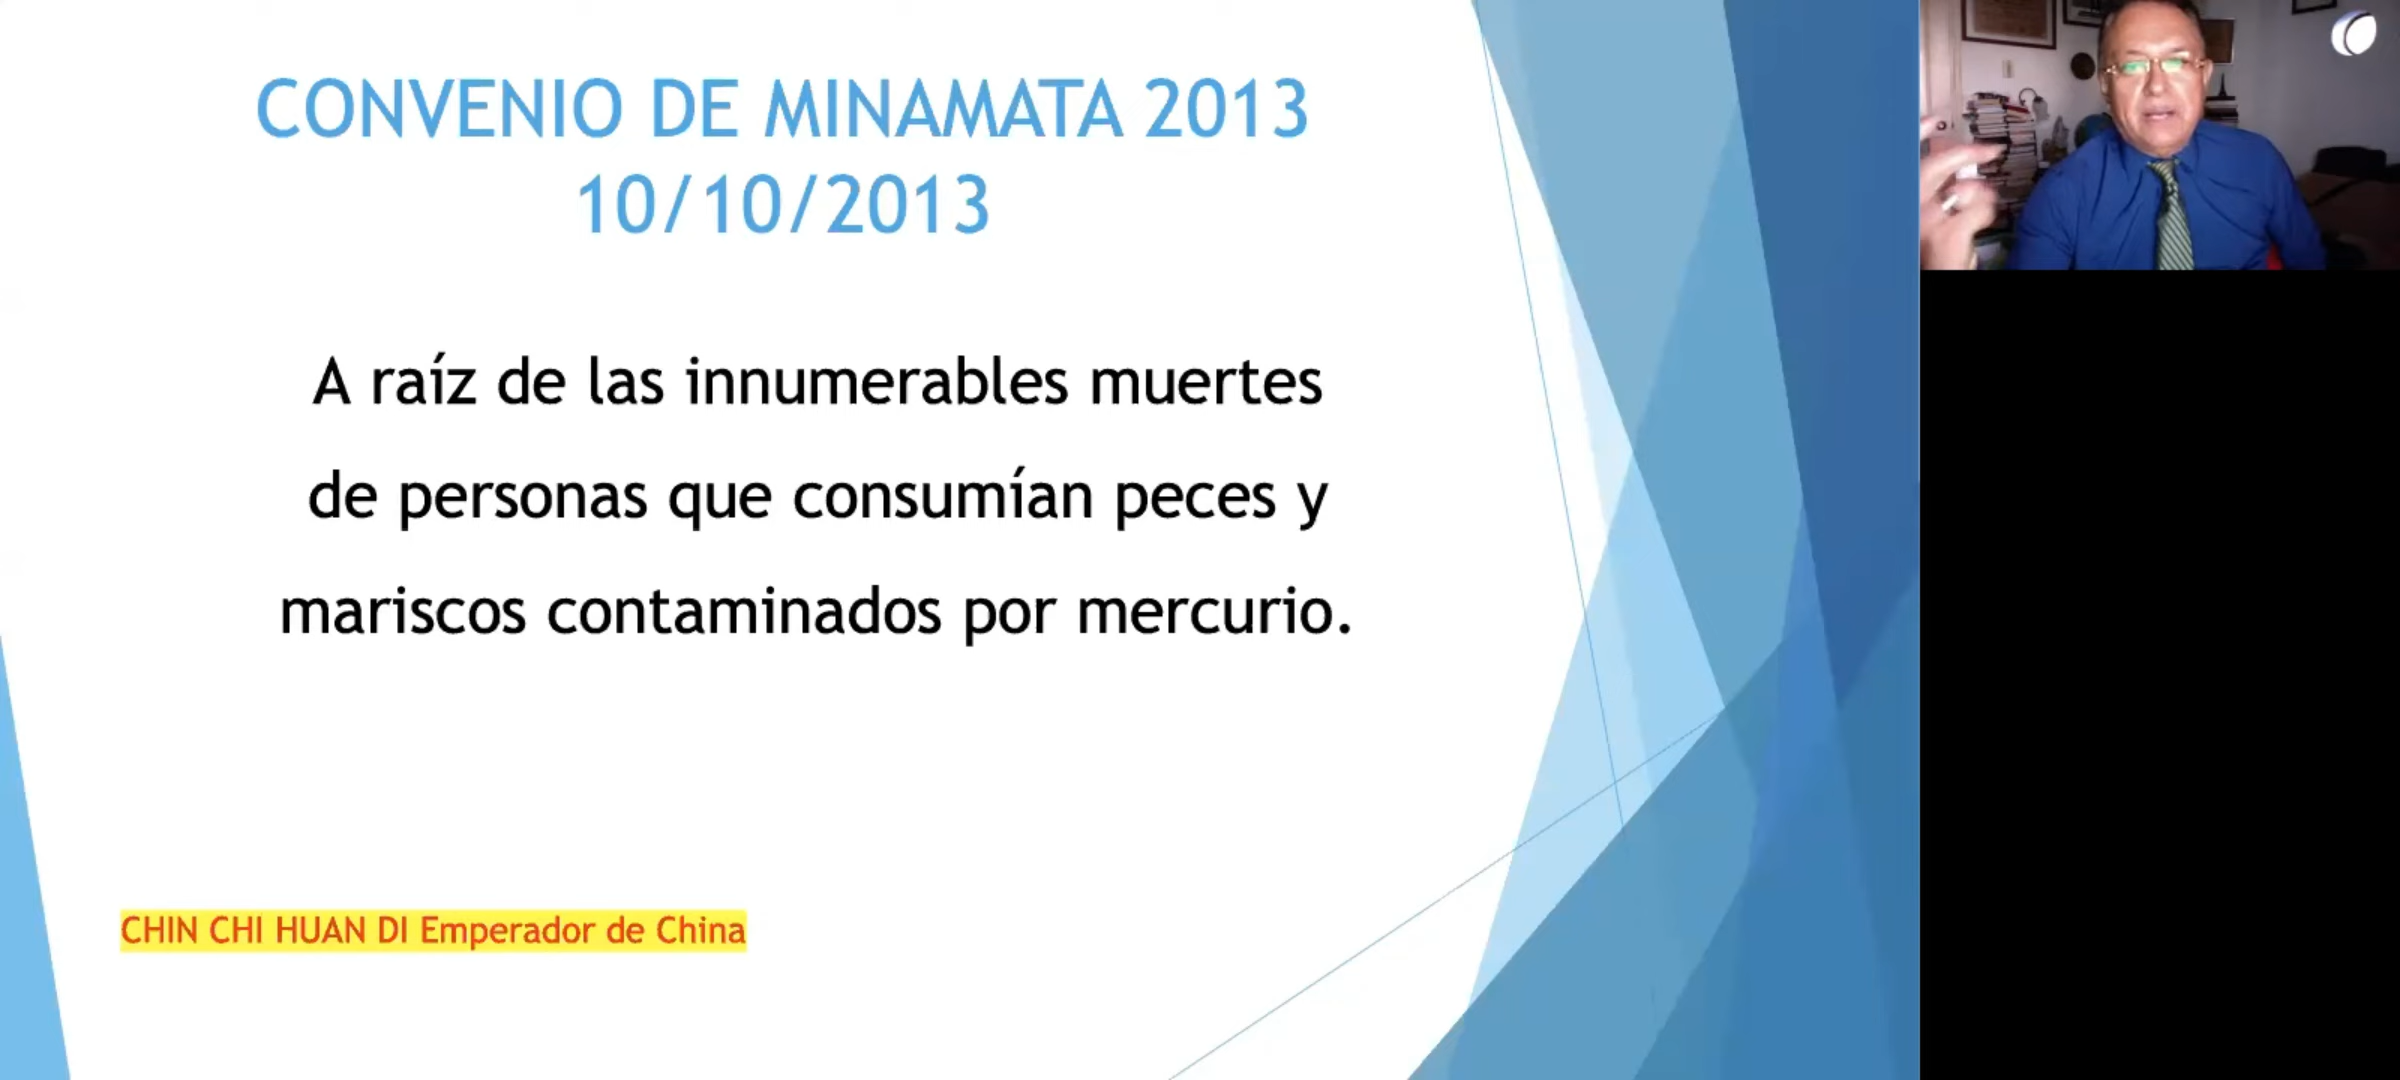 CONVENIO DE MINAMATA 2013
10/10/2013
A raíz de las innumerables muertes
de personas que consumían peces y
mariscos contaminados por mercurio.
CHIN CHI HUAN DI Emperador de China